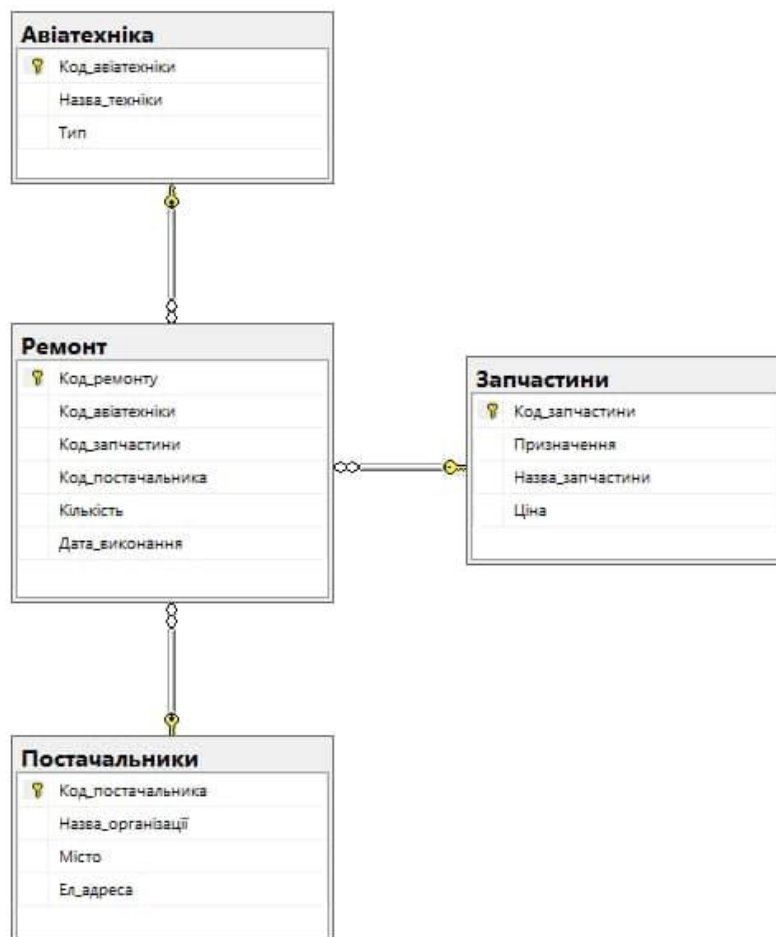 Авіатехніка
Код_авіатехніки
Назва_техніки
Тип
Ремонт
Код_ремонту
Код_авіатехніки
Код_запчастини
Код_постачальника
Кількість
Дата_виконання
Запчастини
Код_запчастини
Призначення
Назва_запчастини
Ціна
Постачальники
Код_постачальника
Назва_організації
Місто
Ел_адреса